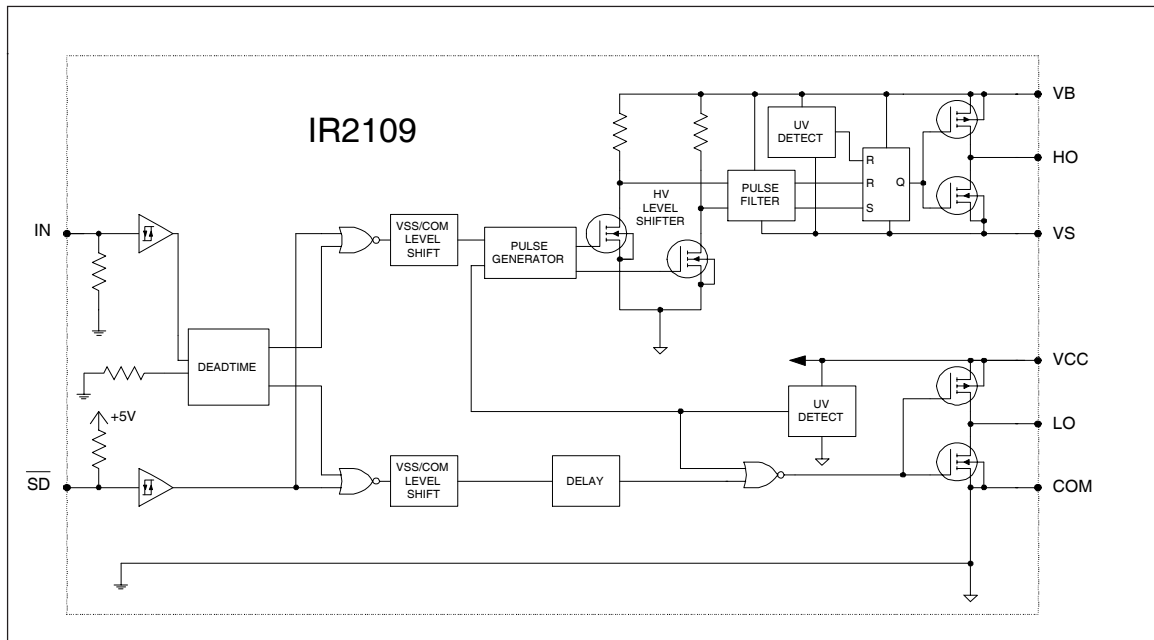 IR2109
VB
UV
DETECT
R
R
S
Q
HO
PULSE
FILTER
HV
LEVEL
SHIFTER
VS
IN
VSS/COM
LEVEL
SHIFT
PULSE
GENERATOR
DEADTIME
+5V
VCC
UV
DETECT
LO
SD
VSS/COM
LEVEL
SHIFT
DELAY
COM